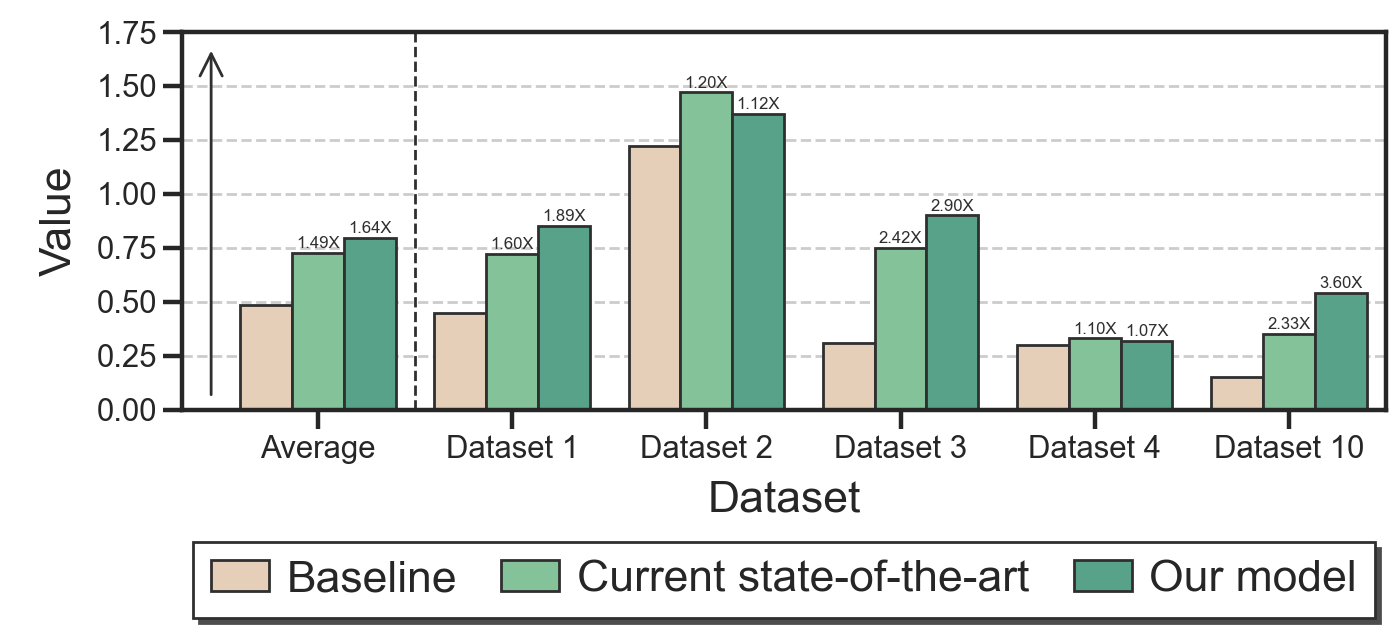 1.75
1.50
1.25
1.00
0.75
0.50
0.25
0.00
Value
1.49X 1.64X
1.60X 1.89X
1.20X 1.12X
2.42X 2.90X
1.10X 1.07X
2.33X 3.60X
Average Dataset 1 Dataset 2 Dataset 3 Dataset 4 Dataset 10
Dataset
Baseline Current state-of-the-art Our model